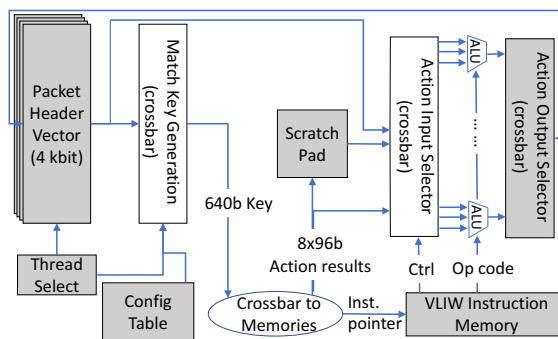 Packet
Header
Vector
(4 kbit)
Match Key Generation
(crossbar)
Scratch
Pad
Action Input Selector
(crossbar)
ALU
... ...
ALU
Action Output Selector
(crossbar)
640b Key
8x96b
Action results
Ctrl
Op code
Thread
Select
Config
Table
Crossbar to
Memories
Inst.
pointer
VLIW Instruction
Memory